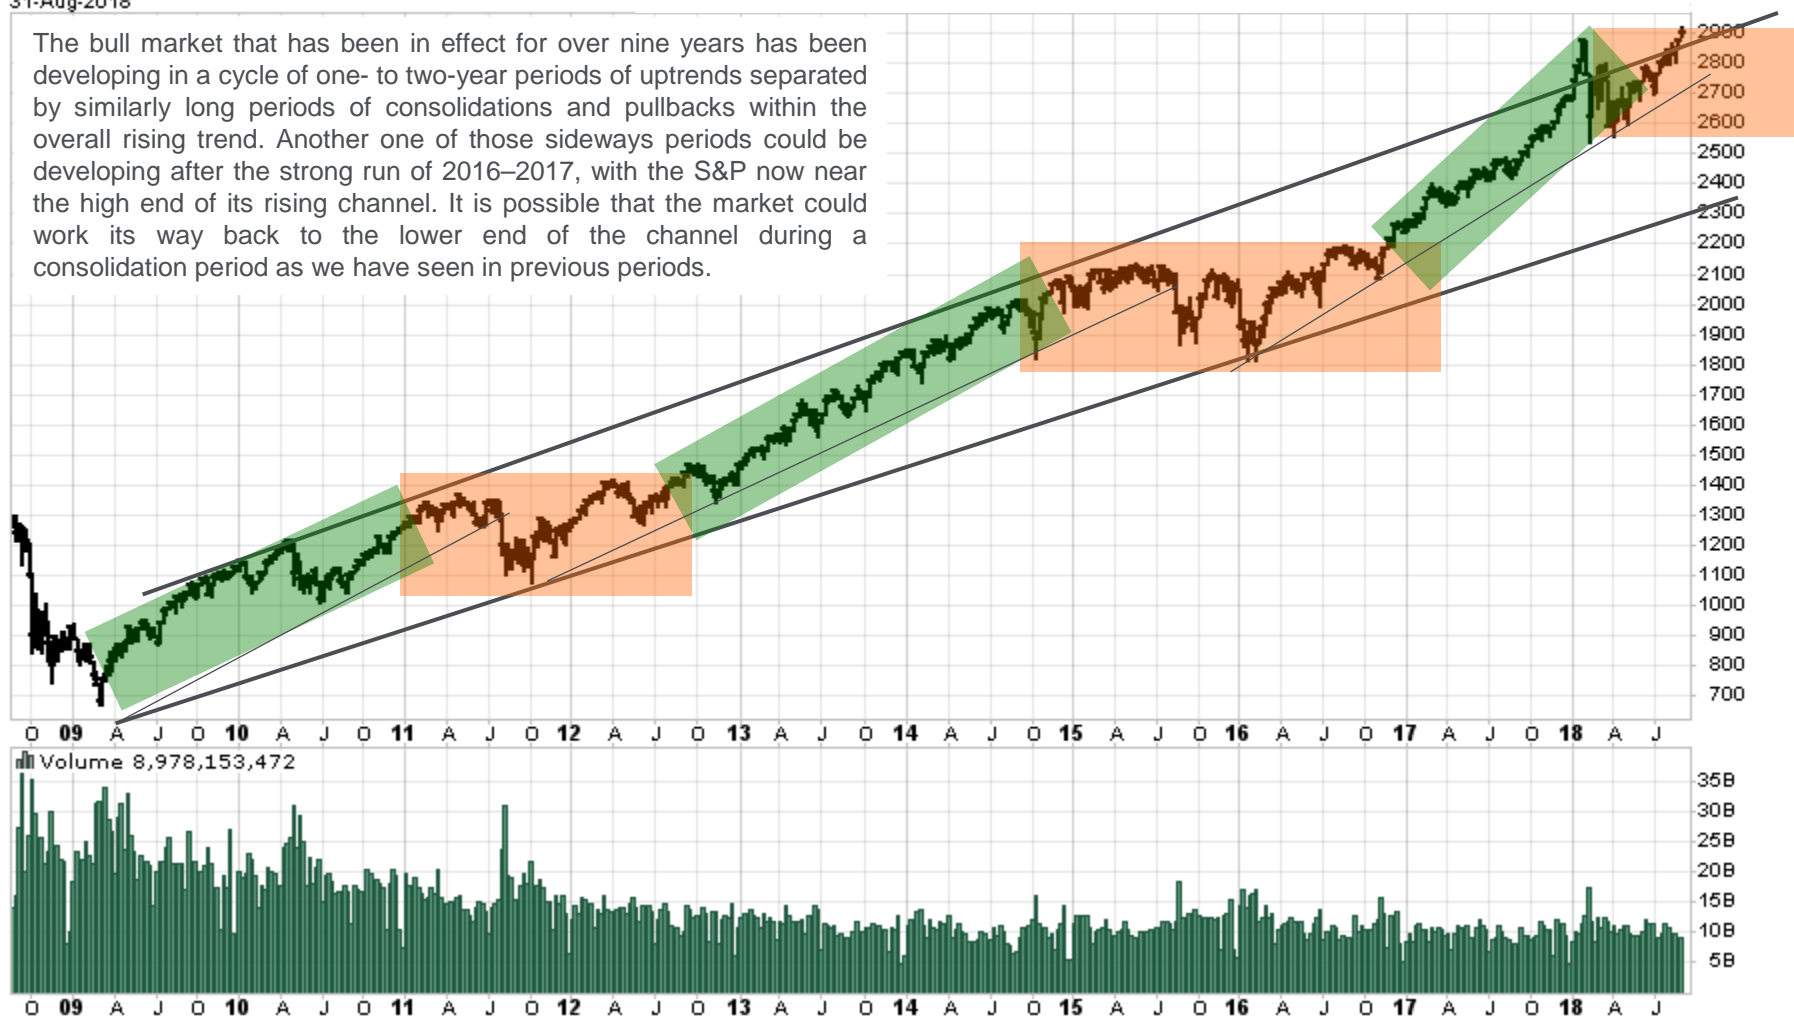 31-Aug-2018
The bull market that has been in effect for over nine years has been
developing in a cycle of one- to two-year periods of uptrends separated
by similarly long periods of consolidations and pullbacks within the
overall rising trend. Another one of those sideways periods could be
developing after the strong run of 2016–2017, with the S&P now near
the high end of its rising channel. It is possible that the market could
work its way back to the lower end of the channel during a
consolidation period as we have seen in previous periods.
2900
2800
2700
2600
2500
2400
2300
2200
2100
2000
1900
1800
1700
1600
1500
1400
1300
1200
1100
1000
900
800
700
O 09 A J O 10 A J O 11 A J O 12 A J O 13 A J O 14 A J O 15 A J O 16 A J O 17 A J O 18 A J
Volume 8,978,153,472
35B
30B
25B
20B
15B
10B
5B
O 09 A J O 10 A J O 11 A J O 12 A J O 13 A J O 14 A J O 15 A J O 16 A J O 17 A J O 18 A J